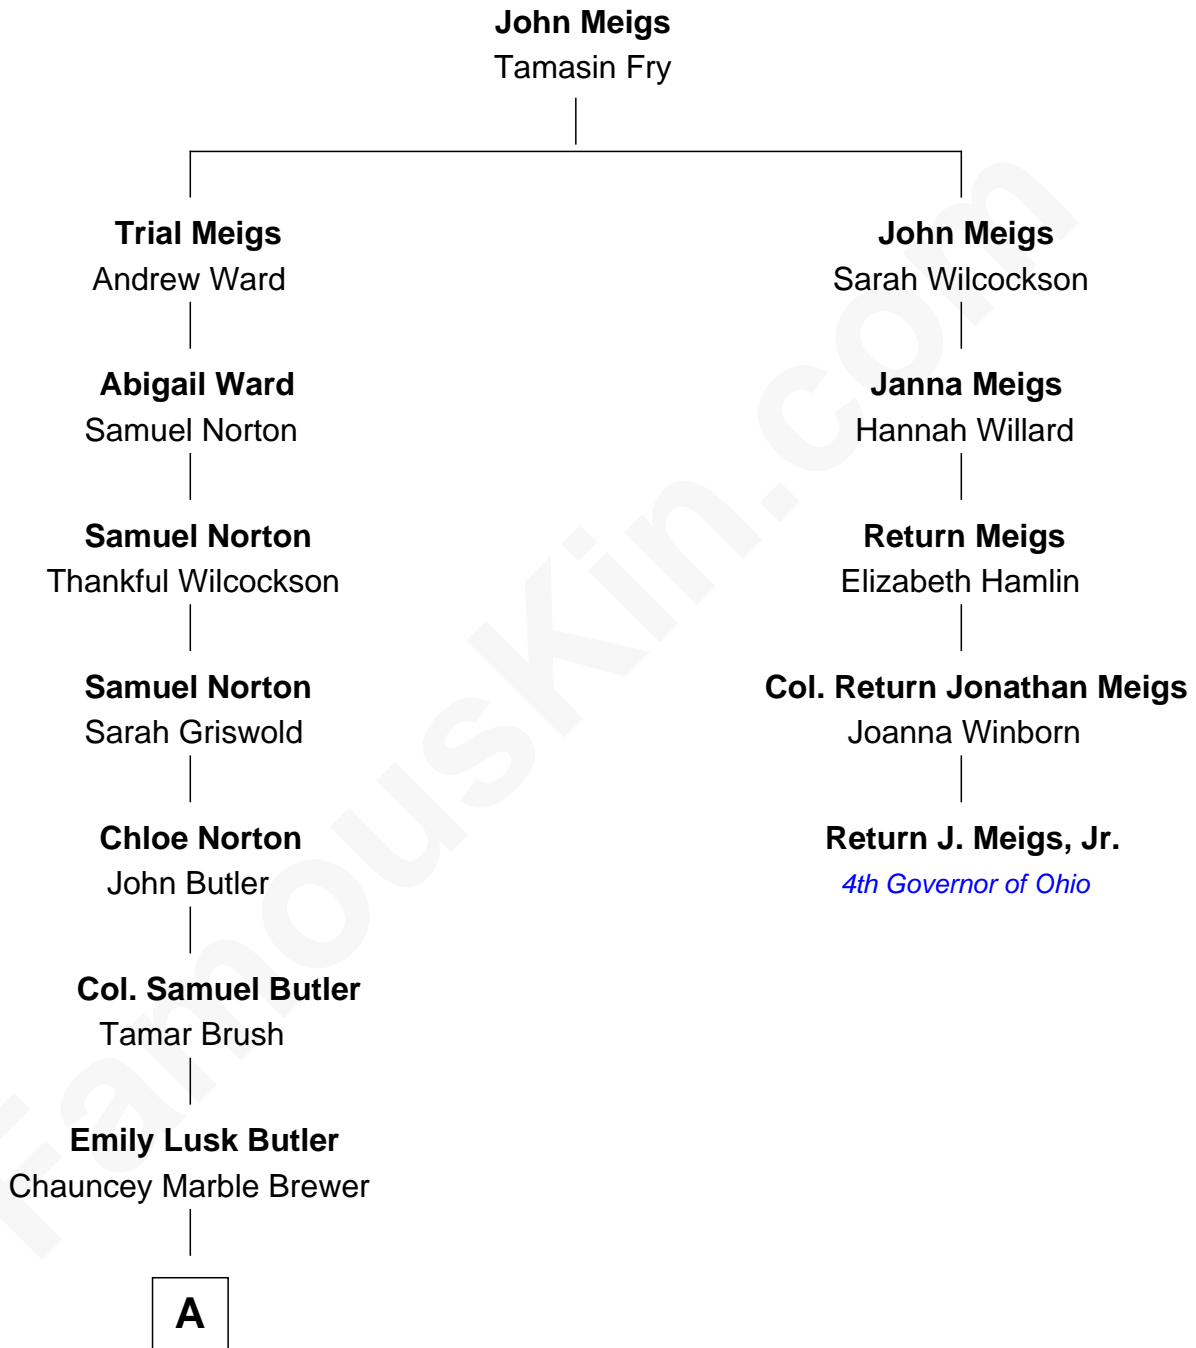 John Meigs
Tamasin Fry
Trial Meigs
Andrew Ward
John Meigs
Sarah Wilcockson
Abigail Ward
Samuel Norton
Janna Meigs
Hannah Willard
Samuel Norton
Thankful Wilcockson
Return Meigs
Elizabeth Hamlin
Samuel Norton
Sarah Griswold
Col. Return Jonathan Meigs
Joanna Winborn
Chloe Norton
John Butler
Return J. Meigs, Jr.
4th Governor of Ohio
Col. Samuel Butler
Tamar Brush
Emily Lusk Butler
Chauncey Marble Brewer
A
FamousKin.com